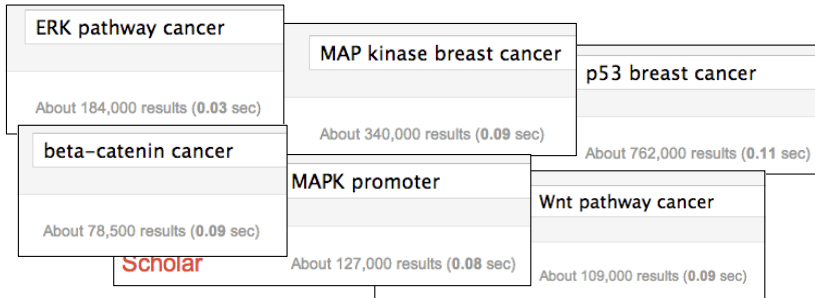 ERK pathway cancer
About 184,000 results (0.03 sec)
MAP kinase breast cancer
About 340,000 results (0.09 sec)
p53 breast cancer
About 762,000 results (0.11 sec)
beta-catenin cancer
About 78,500 results (0.09 sec)
MAPK promoter
Scholar
About 127,000 results (0.08 sec)
Wnt pathway cancer
About 109,000 results (0.09 sec)